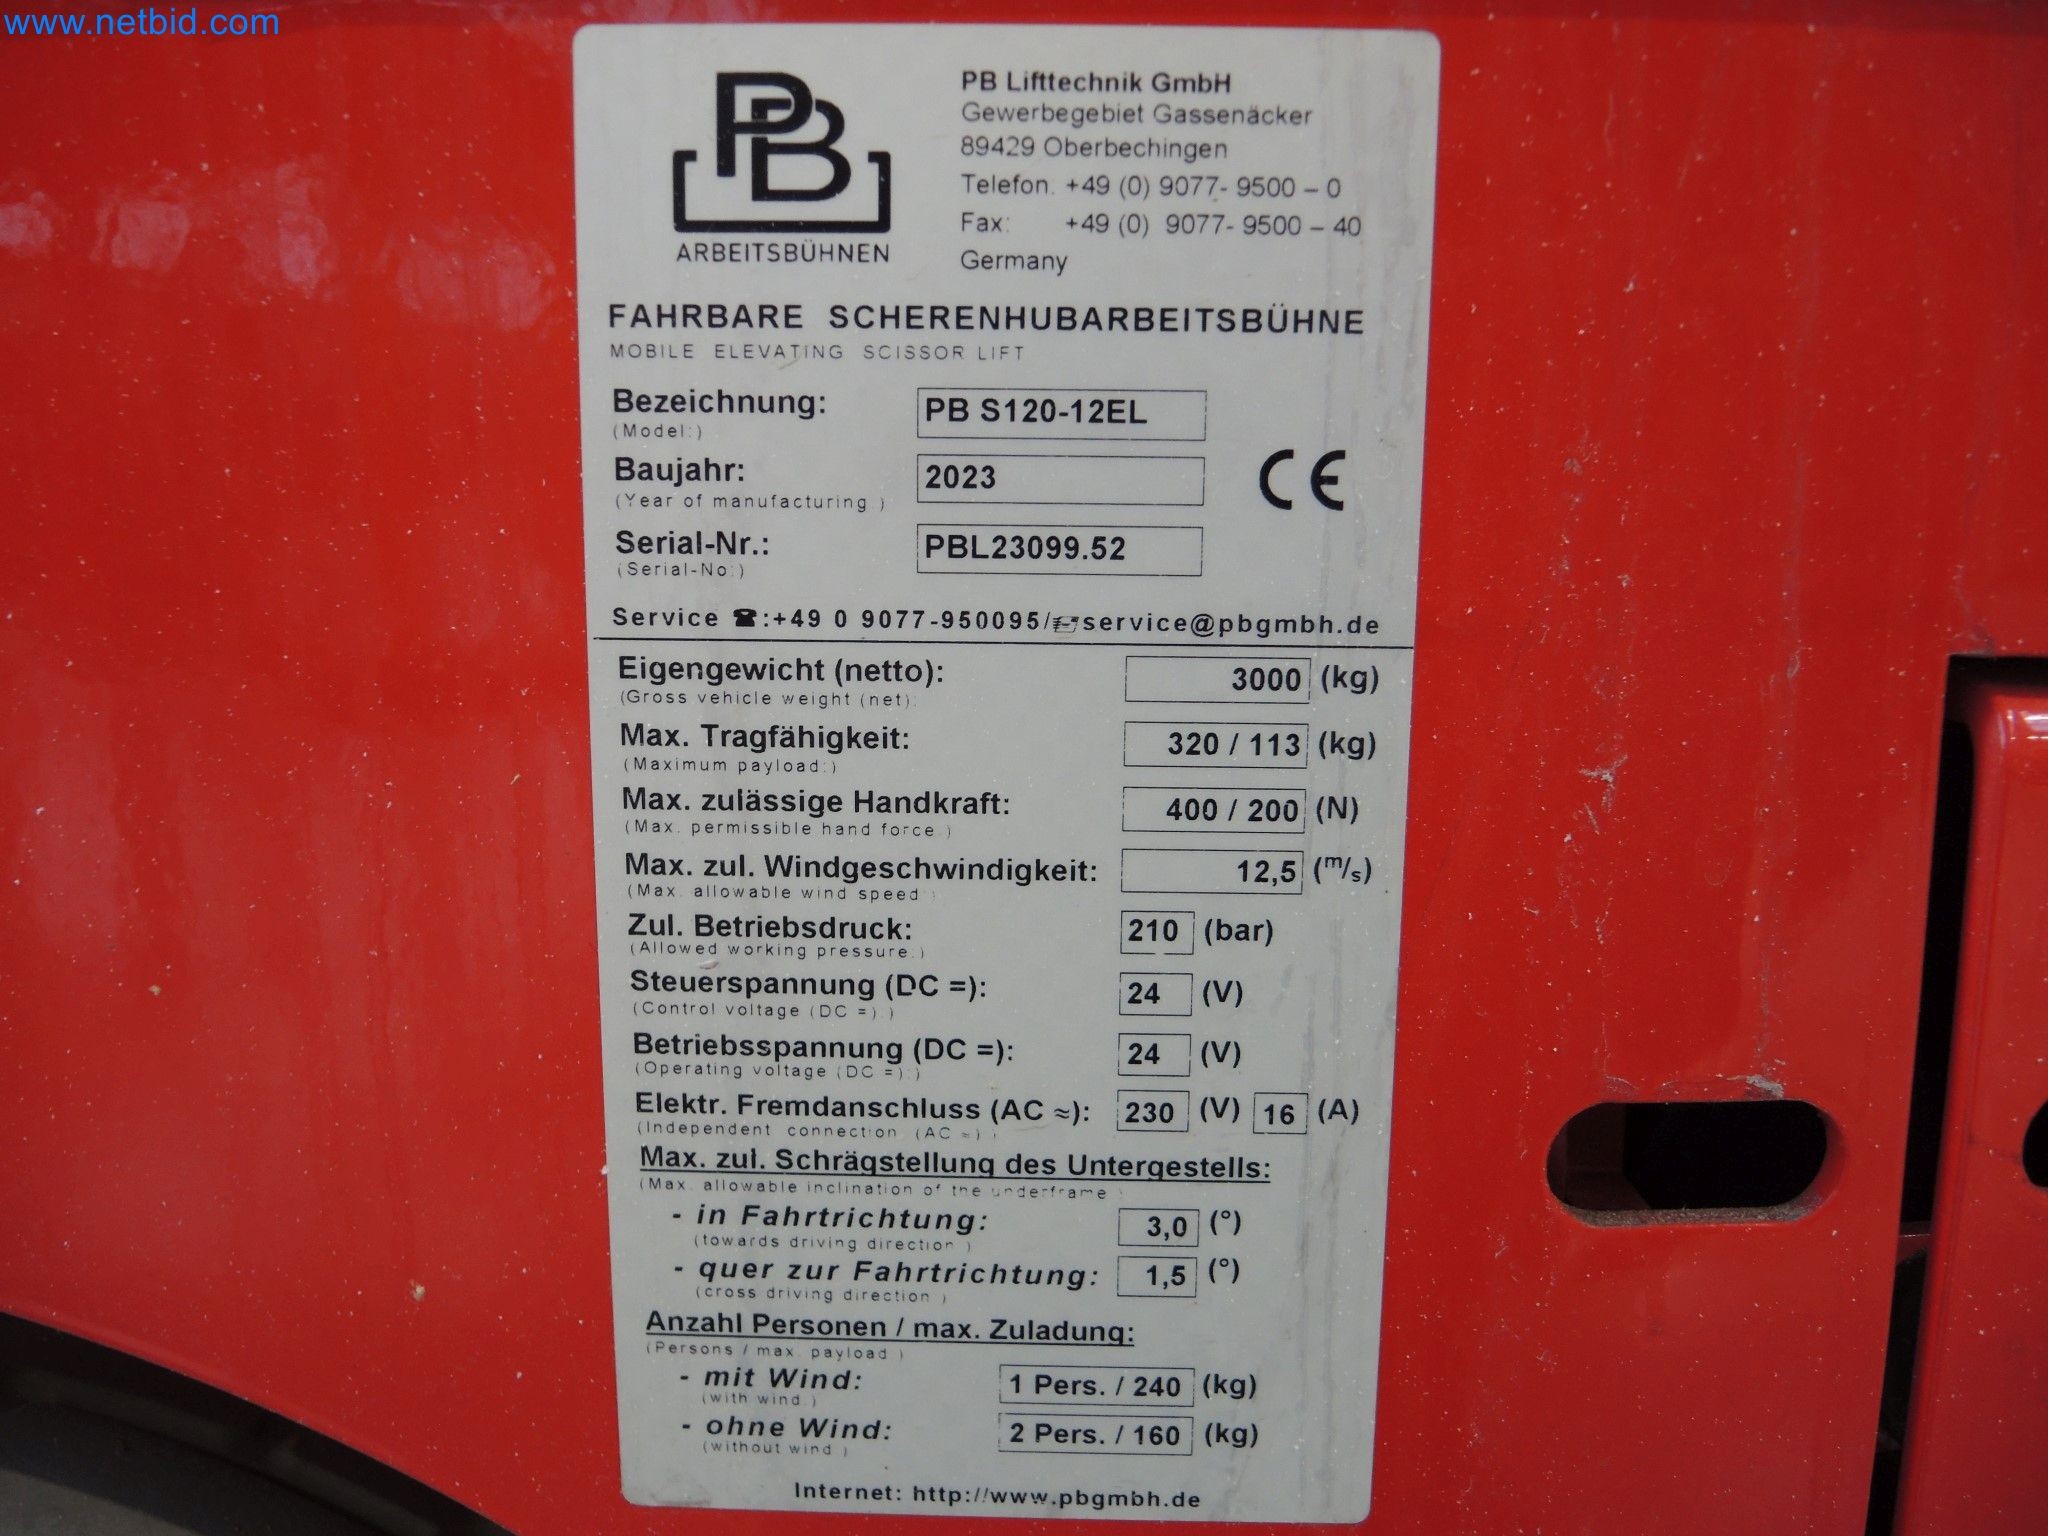 www.netbid.com
PB
ARBEITSBÜHNEN
PB Lifttechnik GmbH
Gewerbegebiet Gassenäcker
89429 Oberbechingen
Telefon. +49 (0) 9077- 9500 – 0
Fax: +49 (0) 9077- 9500 – 40
Germany
FAHRBARE SCHERENHUBARBEITSBÜHNE
MOBILE ELEVATING SCISSOR LIFT
Bezeichnung: PB S120-12EL
(Model:)
Baujahr: 2023 CE
(Year of manufacturing )
Serial-Nr.: PBL23099.52
(Serial-No:)
Service ☎:+49 0 9077-950095/service@pbgmbh.de
Eigengewicht (netto): 3000 (kg)
(Gross vehicle weight (net):
Max. Tragfähigkeit: 320 / 113 (kg)
(Maximum payload:)
Max. zulässige Handkraft: 400 / 200 (N)
(Max. permissible hand force )
Max. zul. Windgeschwindigkeit: 12,5 (m/s)
(Max. allowable wind speed )
Zul. Betriebsdruck: 210 (bar)
(Allowed working pressure.)
Steuerspannung (DC =): 24 (V)
(Control voltage (DC =).)
Betriebsspannung (DC =): 24 (V)
(Operating voltage (DC =):)
Elektr. Fremdanschluss (AC ≈): 230 (V) 16 (A)
(Independent connection (AC ≈) )
Max. zul. Schrägstellung des Untergestells:
(Max. allowable inclination of the underframe )
- in Fahrtrichtung: 3,0 (°)
(towards driving direction )
- quer zur Fahrtrichtung: 1,5 (°)
(cross driving direction )
Anzahl Personen / max. Zuladung:
(Persons / max. payload )
- mit Wind: 1 Pers. / 240 (kg)
(with wind )
- ohne Wind: 2 Pers. / 160 (kg)
(without wind )
Internet: http://www.pbgmbh.de